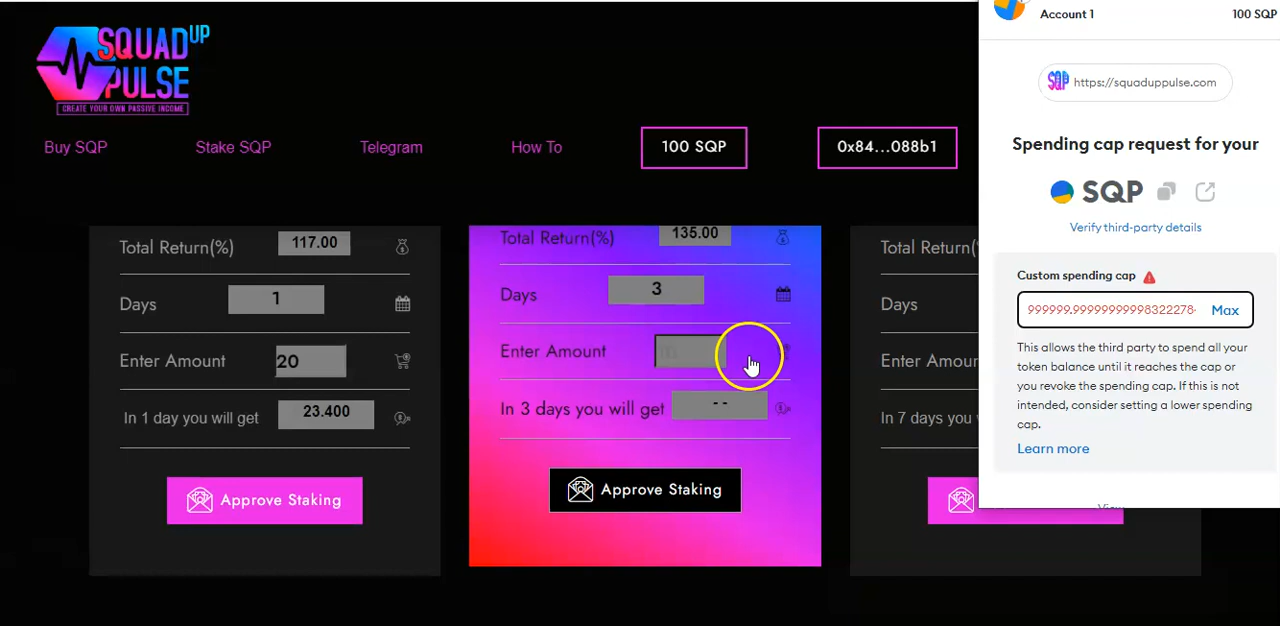 SQUAD UP
PULSE
CREATE YOUR OWN PASSIVE INCOME
Buy SQP
Stake SQP
Telegram
How To
100 SQP
0x84...088b1
Total Return(%)
117.00
Days
1
Enter Amount
20
In 1 day you will get
23.400
Approve Staking
Total Return(%)
135.00
Days
3
Enter Amount
In 3 days you will get
--
Approve Staking
Total Return(
Days
Enter Amoun
In 7 days you
Account 1
100 SQP
SQP
https://squaduppulse.com
Spending cap request for your
SQP
Verify third-party details
Custom spending cap
Max
This allows the third party to spend all your
token balance until it reaches the cap or
you revoke the spending cap. If this is not
intended, consider setting a lower spending
cap.
Learn more